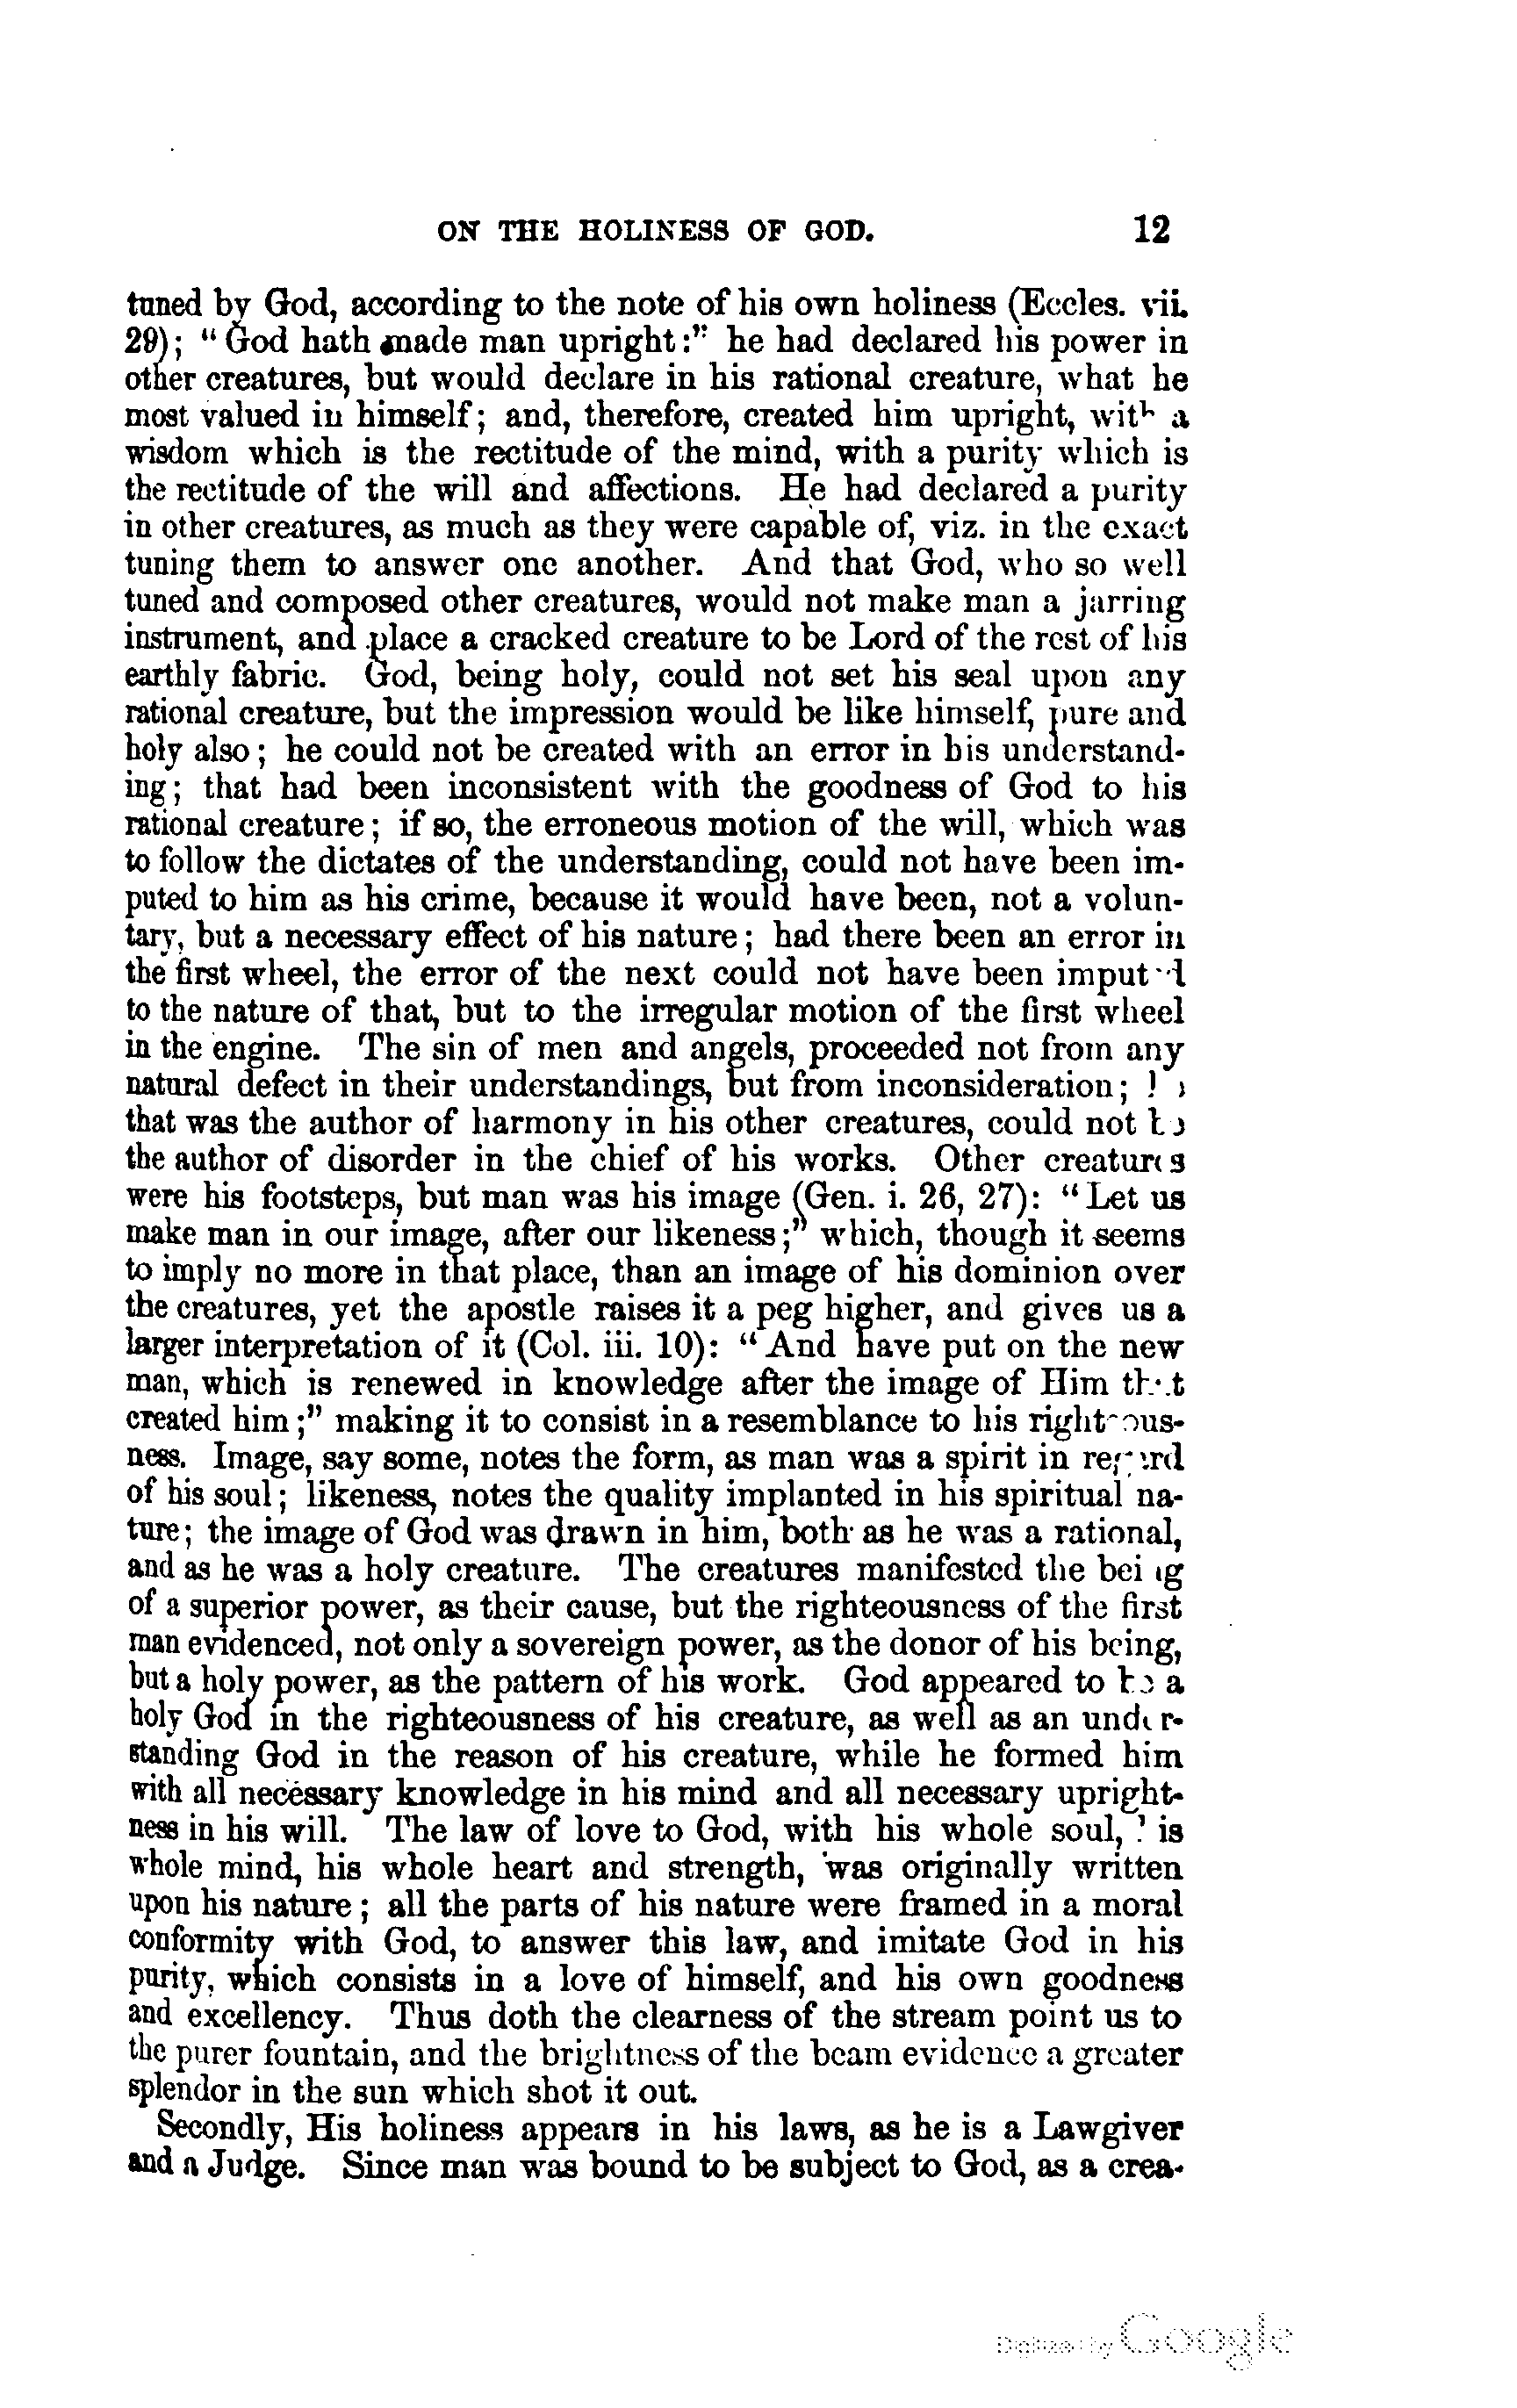 ON THE HOLINESS OF GOD. 12
tuned by God, according to the note of his own holiness (Eccles. vii.
29); “God hath made man upright:” he had declared his power in
other creatures, but would declare in his rational creature, what he
most valued in himself; and, therefore, created him upright, with a
wisdom which is the rectitude of the mind, with a purity which is
the rectitude of the will and affections. He had declared a purity
in other creatures, as much as they were capable of, viz. in the exact
tuning them to answer one another. And that God, who so well
tuned and composed other creatures, would not make man a jarring
instrument, and place a cracked creature to be Lord of the rest of his
earthly fabric. God, being holy, could not set his seal upon any
rational creature, but the impression would be like himself, pure and
holy also; he could not be created with an error in his understand-
ing; that had been inconsistent with the goodness of God to his
rational creature; if so, the erroneous motion of the will, which was
to follow the dictates of the understanding, could not have been im-
puted to him as his crime, because it would have been, not a volun-
tary, but a necessary effect of his nature; had there been an error in
the first wheel, the error of the next could not have been imputed
to the nature of that, but to the irregular motion of the first wheel
in the engine. The sin of men and angels, proceeded not from any
natural defect in their understandings, but from inconsideration;
that was the author of harmony in his other creatures, could not be
the author of disorder in the chief of his works. Other creatures
were his footsteps, but man was his image (Gen. i. 26, 27): “Let us
make man in our image, after our likeness;” which, though it seems
to imply no more in that place, than an image of his dominion over
the creatures, yet the apostle raises it a peg higher, and gives us a
larger interpretation of it (Col. iii. 10): “And have put on the new
man, which is renewed in knowledge after the image of Him that
created him;” making it to consist in a resemblance to his righteous-
ness. Image, say some, notes the form, as man was a spirit in regard
of his soul; likeness, notes the quality implanted in his spiritual na-
ture; the image of God was drawn in him, both as he was a rational,
and as he was a holy creature. The creatures manifested the being
of a superior power, as their cause, but the righteousness of the first
man evidenced, not only a sovereign power, as the donor of his being,
but a holy power, as the pattern of his work. God appeared to be a
holy God in the righteousness of his creature, as well as an under-
standing God in the reason of his creature, while he formed him
with all necessary knowledge in his mind and all necessary upright-
ness in his will. The law of love to God, with his whole soul, his
whole mind, his whole heart and strength, was originally written
upon his nature; all the parts of his nature were framed in a moral
conformity with God, to answer this law, and imitate God in his
purity, which consists in a love of himself, and his own goodness
and excellency. Thus doth the clearness of the stream point us to
the purer fountain, and the brightness of the beam evidence a greater
splendor in the sun which shot it out.
Secondly, His holiness appears in his laws, as he is a Lawgiver
and a Judge. Since man was bound to be subject to God, as a crea-
Digitized by Google